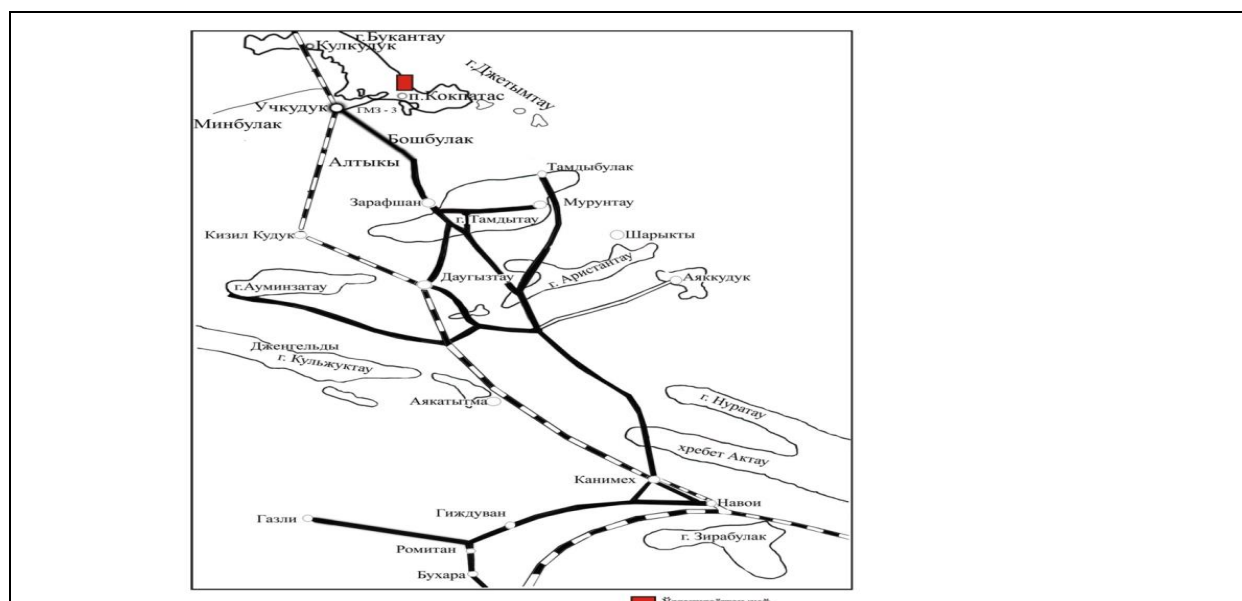 г.Букантау
Кулкудук
г.Джетымтау
п.Кокпатас
Учкудук
ГМЗ - 3
Минбулак
Бошбулак
Алтыкы
Тамдыбулак
Зарафшан
Мурунтау
г. Тамдытау
Кизил Кудук
Шарыкты
г. Аристантау
Даугызтау
Аяккудук
г.Ауминзатау
Дженгельды
г. Кульжуктау
Аякатытма
г. Нуратау
хребет Актау
Канимех
Навои
Гиждуван
Газли
г. Зирабулак
Ромитан
Бухара